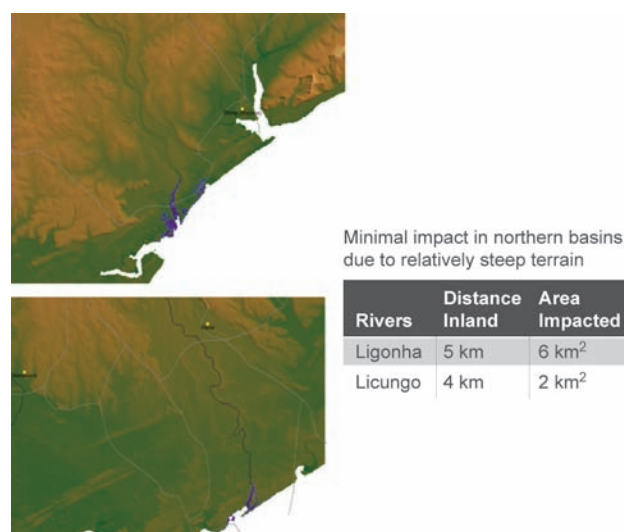 Minimal impact in northern basins
due to relatively steep terrain
Rivers Distance Inland Area Impacted
Ligonha 5 km 6 km²
Licungo 4 km 2 km²